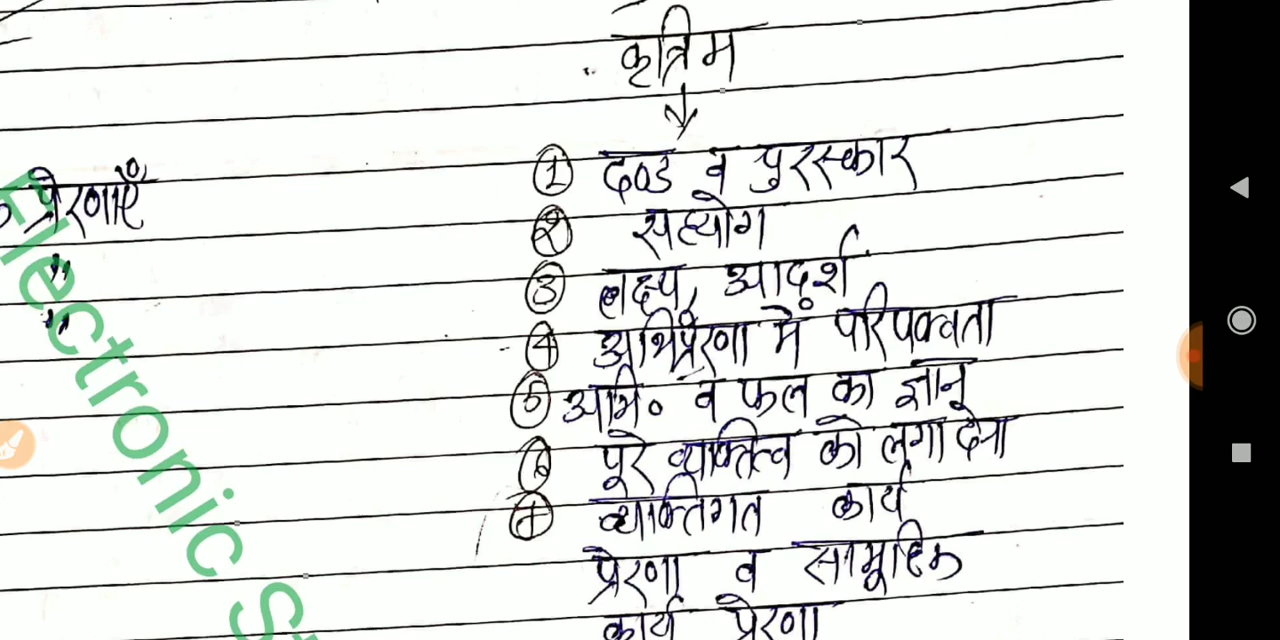 कृत्रिम
① दण्ड व पुरस्कार
प्रेरणाएँ
② सहयोग
"
③ लक्ष्य, आदर्श
"
④ अभिप्रेरणा में परिपक्वता
⑤ अभि० व फल का ज्ञान
⑥ पूरे व्यक्तित्व को लगा देना
⑦ व्यक्तिगत कार्य
प्रेरणा व सामूहिक
कार्य प्रेरणा
Electronic